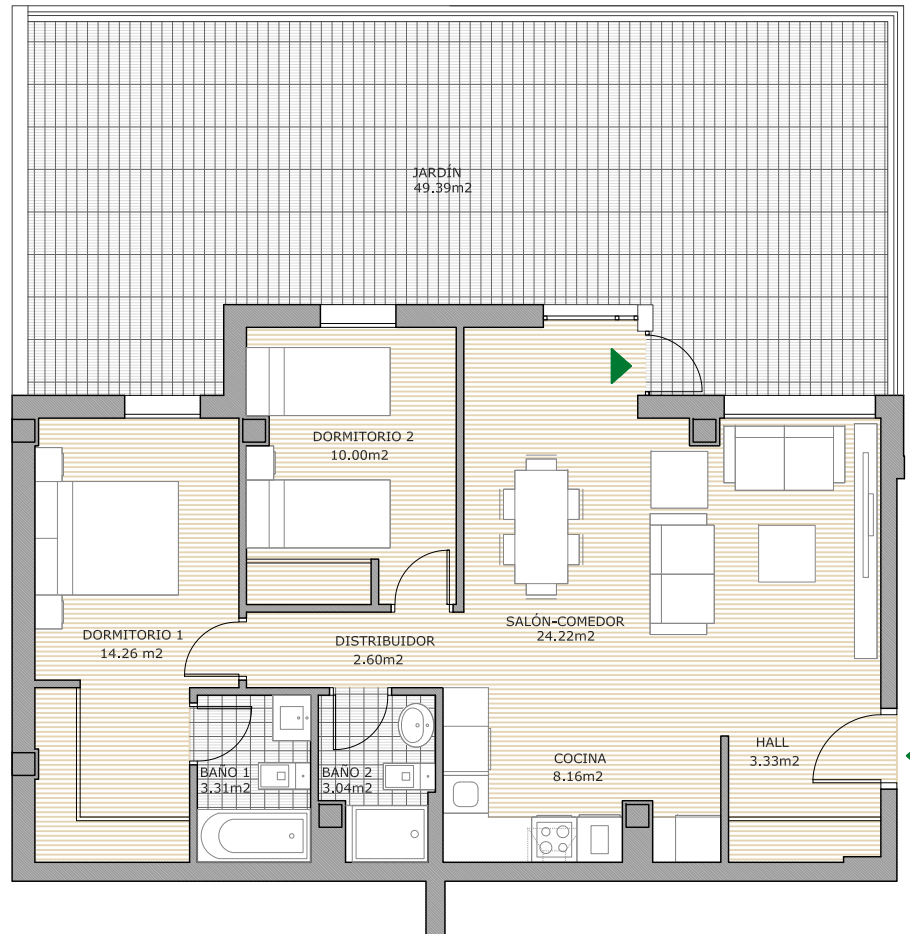 JARDÍN
49.39m2
DORMITORIO 2
10.00m2
DORMITORIO 1
14.26 m2
DISTRIBUIDOR
2.60m2
SALÓN-COMEDOR
24.22m2
BAÑO 1
3.31m2
BAÑO 2
3.04m2
COCINA
8.16m2
HALL
3.33m2